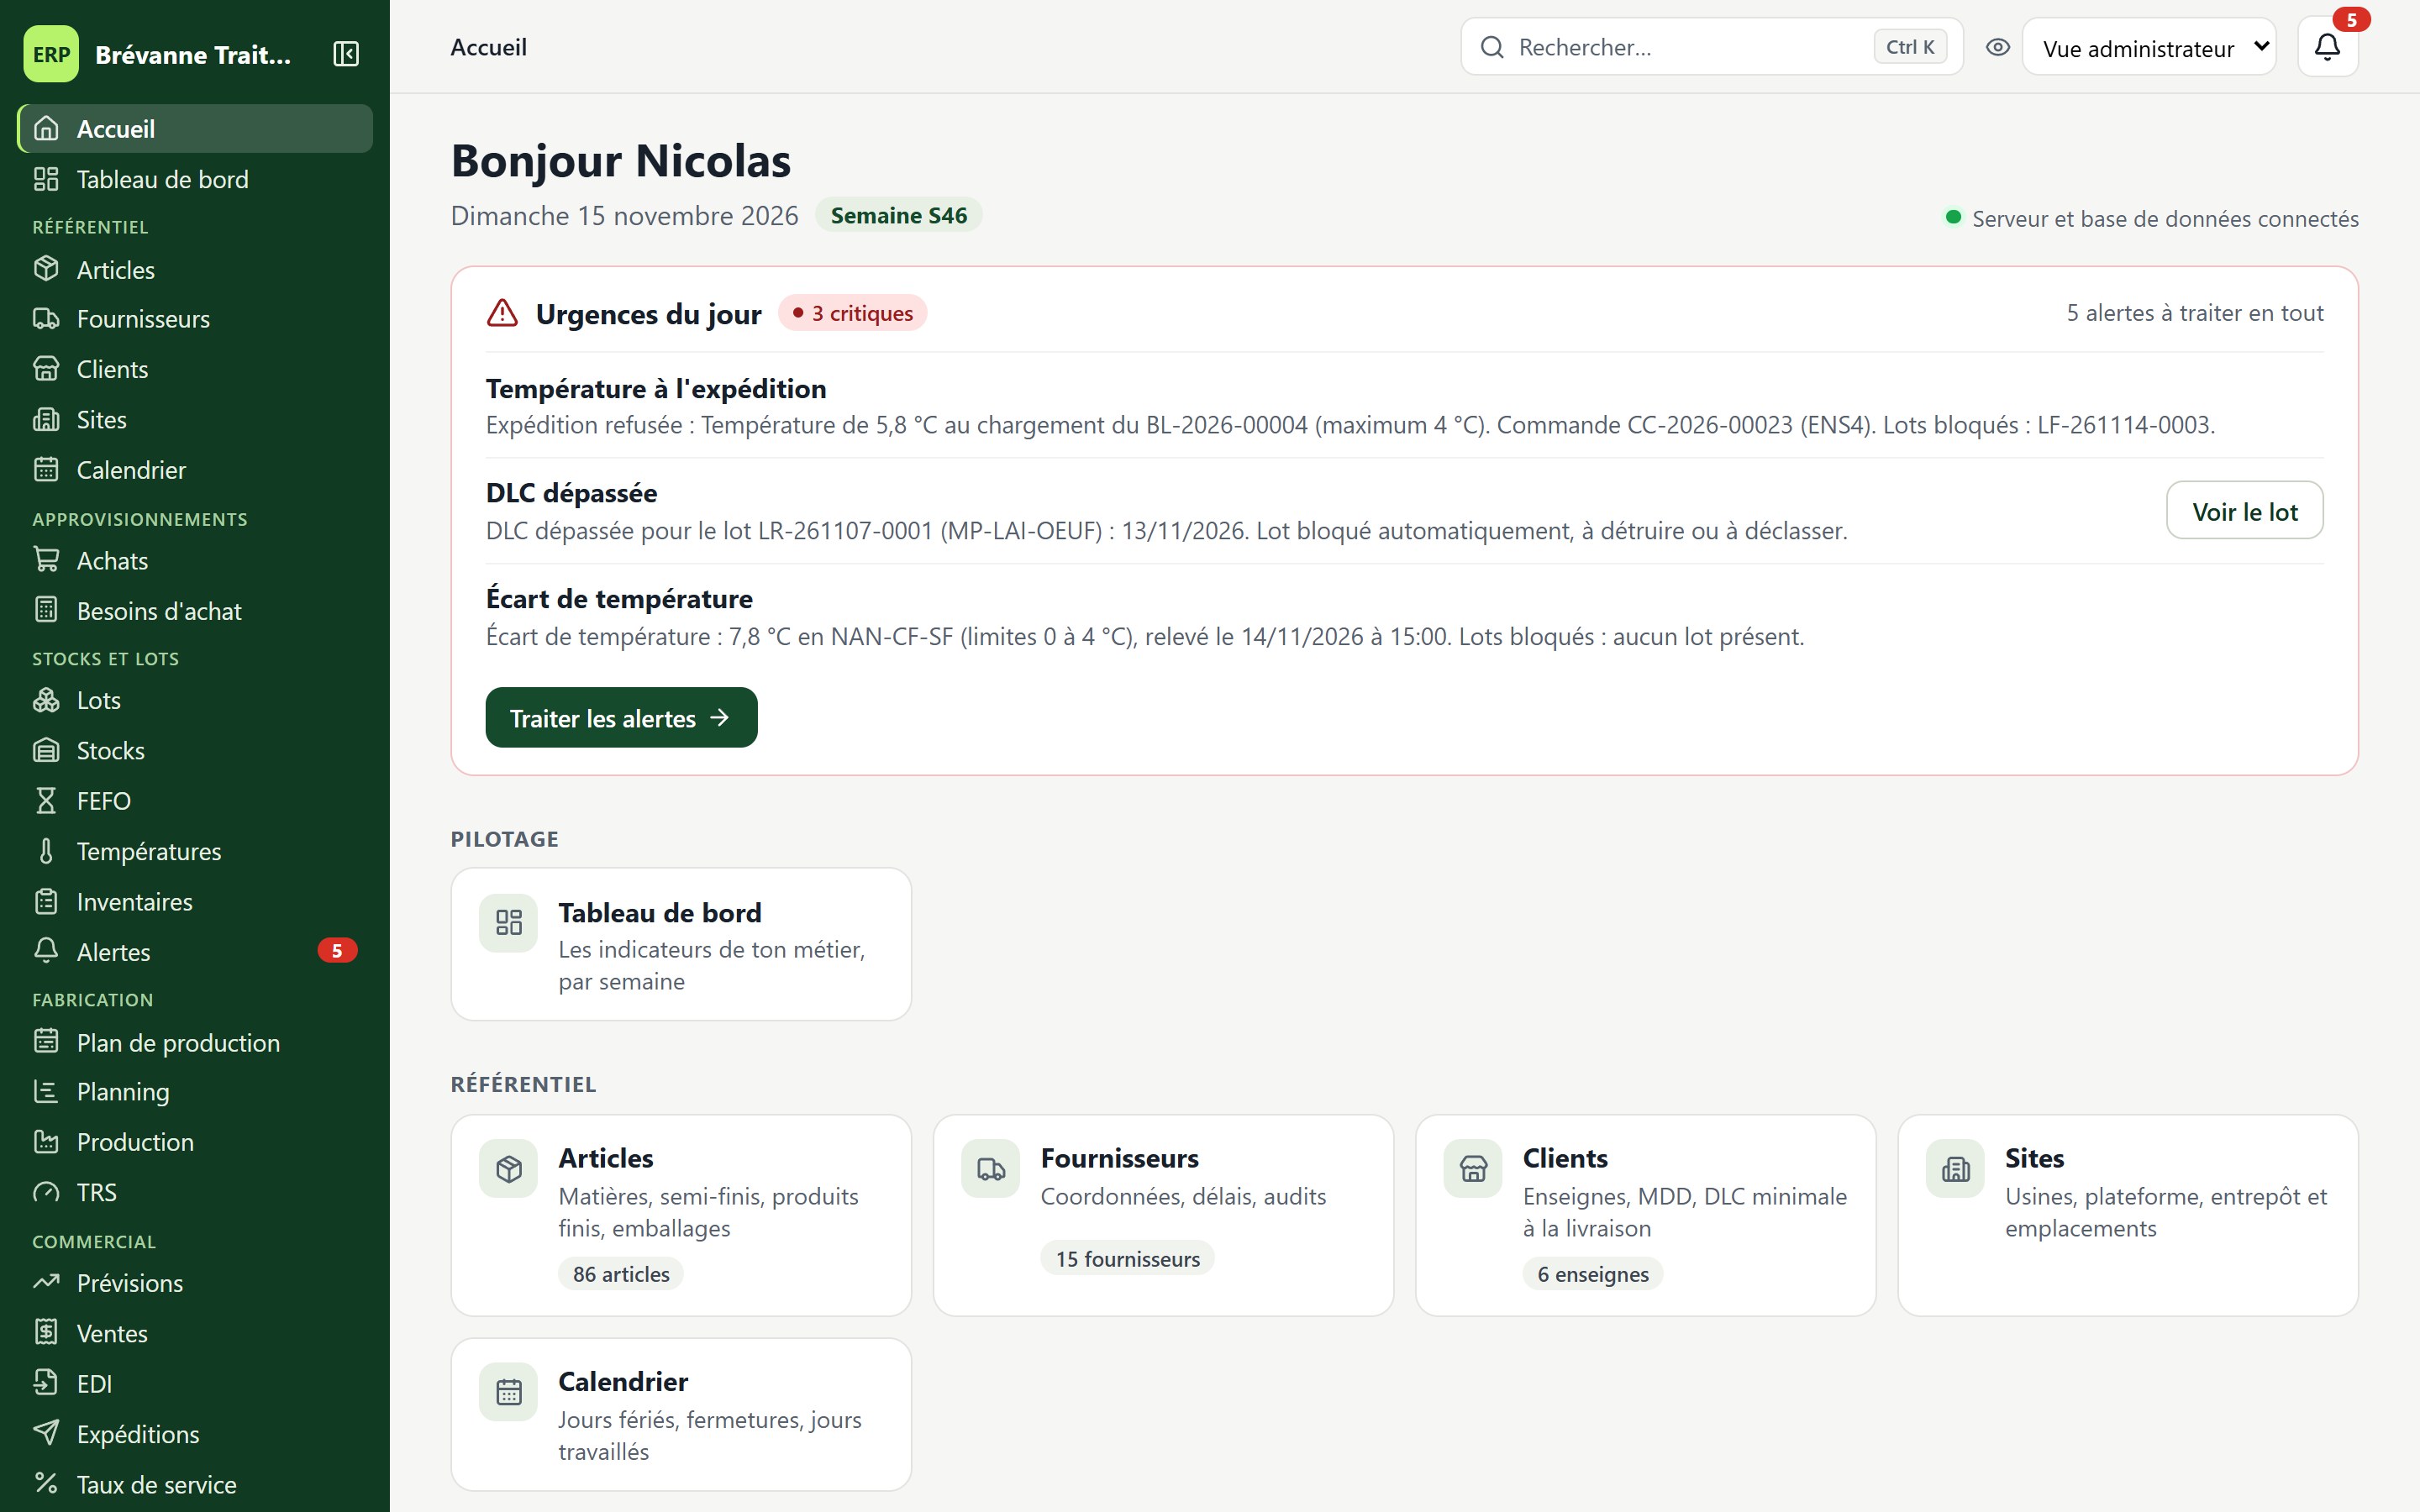 ERP
Brévanne Trait...
Accueil
Tableau de bord
RÉFÉRENTIEL
Articles
Fournisseurs
Clients
Sites
Calendrier
APPROVISIONNEMENTS
Achats
Besoins d'achat
STOCKS ET LOTS
Lots
Stocks
FEFO
Températures
Inventaires
Alertes 5
FABRICATION
Plan de production
Planning
Production
TRS
COMMERCIAL
Prévisions
Ventes
EDI
Expéditions
Taux de service
Accueil
Rechercher... Ctrl K
Vue administrateur
5
Bonjour Nicolas
Dimanche 15 novembre 2026 Semaine S46
Serveur et base de données connectés
Urgences du jour 3 critiques
5 alertes à traiter en tout
Température à l'expédition
Expédition refusée : Température de 5,8 °C au chargement du BL-2026-00004 (maximum 4 °C). Commande CC-2026-00023 (ENS4). Lots bloqués : LF-261114-0003.
DLC dépassée
DLC dépassée pour le lot LR-261107-0001 (MP-LAI-OEUF) : 13/11/2026. Lot bloqué automatiquement, à détruire ou à déclasser.
Voir le lot
Écart de température
Écart de température : 7,8 °C en NAN-CF-SF (limites 0 à 4 °C), relevé le 14/11/2026 à 15:00. Lots bloqués : aucun lot présent.
Traiter les alertes
PILOTAGE
Tableau de bord
Les indicateurs de ton métier,
par semaine
RÉFÉRENTIEL
Articles
Matières, semi-finis, produits
finis, emballages
86 articles
Fournisseurs
Coordonnées, délais, audits
15 fournisseurs
Clients
Enseignes, MDD, DLC minimale
à la livraison
6 enseignes
Sites
Usines, plateforme, entrepôt et
emplacements
Calendrier
Jours fériés, fermetures, jours
travaillés